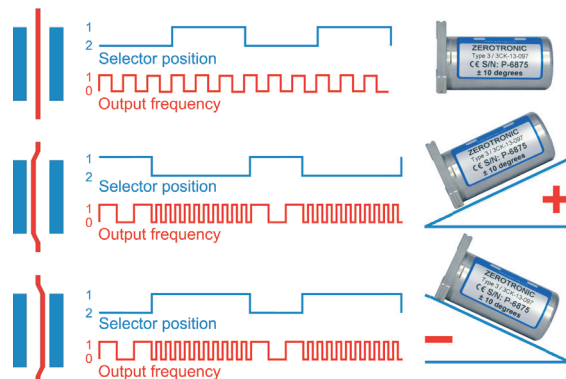 1
2
Selector position
1
0
Output frequency
ZEROTRONIC
Type 3 / 3CK-13-097
CE S/N: P-6875
± 10 degrees
1
2
Selector position
1
0
Output frequency
ZEROTRONIC
Type 3 / 3CK-13-097
CE S/N: P-6875
± 10 degrees
+
1
2
Selector position
1
0
Output frequency
ZEROTRONIC
Type 3 / 3CK-13-097
CE S/N: P-6875
± 10 degrees
−